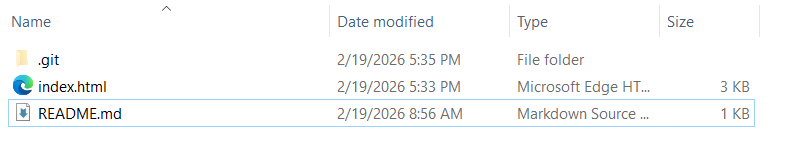 Name Date modified Type Size
.git 2/19/2026 5:35 PM File folder
index.html 2/19/2026 5:33 PM Microsoft Edge HT... 3 KB
README.md 2/19/2026 8:56 AM Markdown Source ... 1 KB